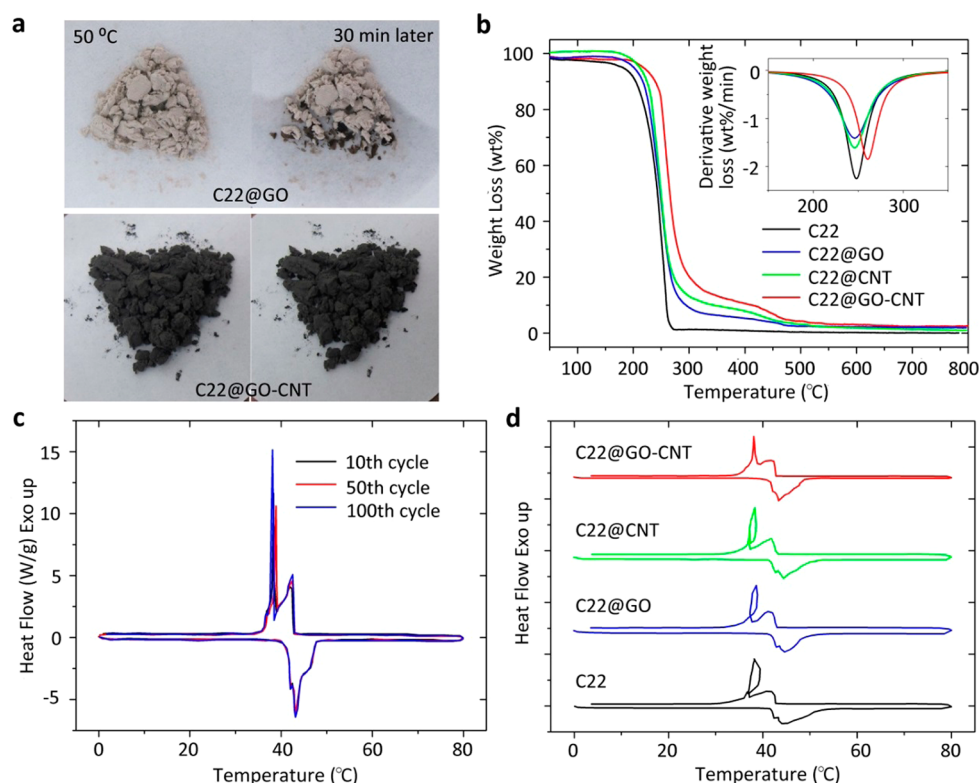 a
50 ⁰C
30 min later
C22@GO
C22@GO-CNT
b
Weight Loss (wt%)
100
80
60
40
20
0
100 200 300 400 500 600 700 800
Temperature (℃)
Derivative weight
loss (wt%/min)
0
-1
-2
200 300
C22
C22@GO
C22@CNT
C22@GO-CNT
c
Heat Flow (W/g) Exo up
15
10
5
0
-5
0 20 40 60 80
Temperature (℃)
10th cycle
50th cycle
100th cycle
d
Heat Flow Exo up
C22@GO-CNT
C22@CNT
C22@GO
C22
0 20 40 60 80
Temperature (℃)